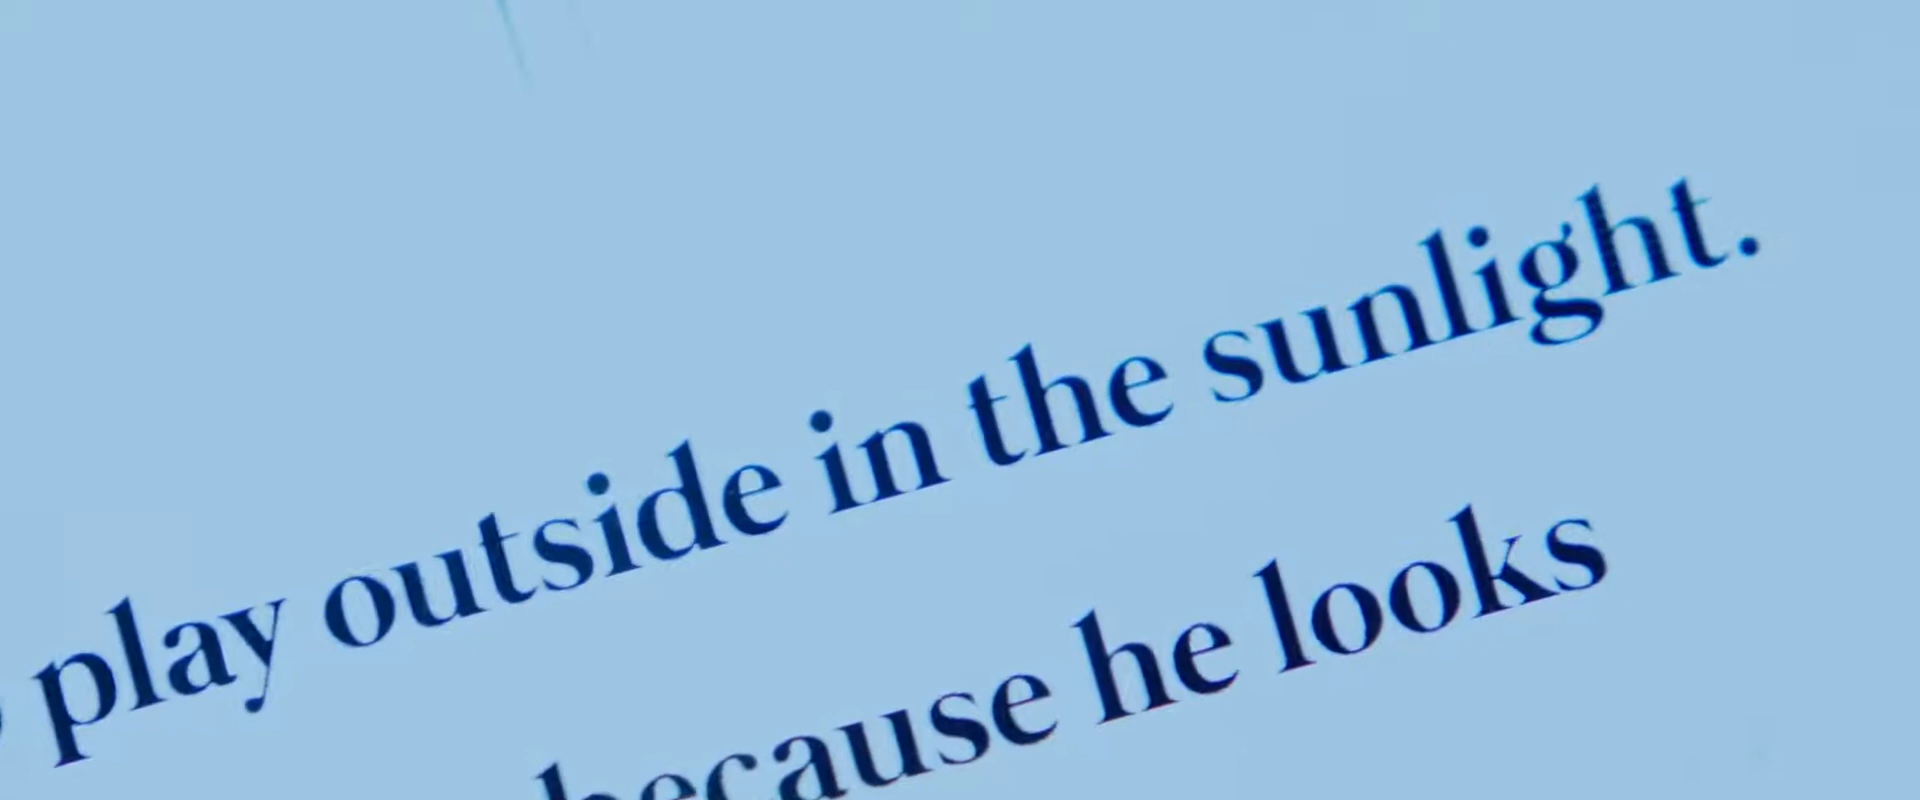 play outside in the sunlight.
because he looks